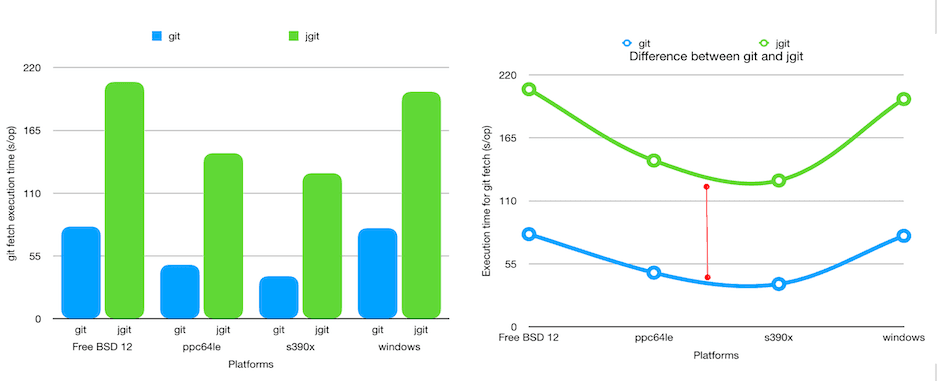 git jgit
git fetch execution time (s/op)
220
165
110
55
0
git jgit git jgit git jgit git jgit
Free BSD 12 ppc64le s390x windows
Platforms
git jgit
Difference between git and jgit
Execution time for git fetch (s/op)
220
165
110
55
0
Free BSD 12 ppc64le s390x windows
Platforms